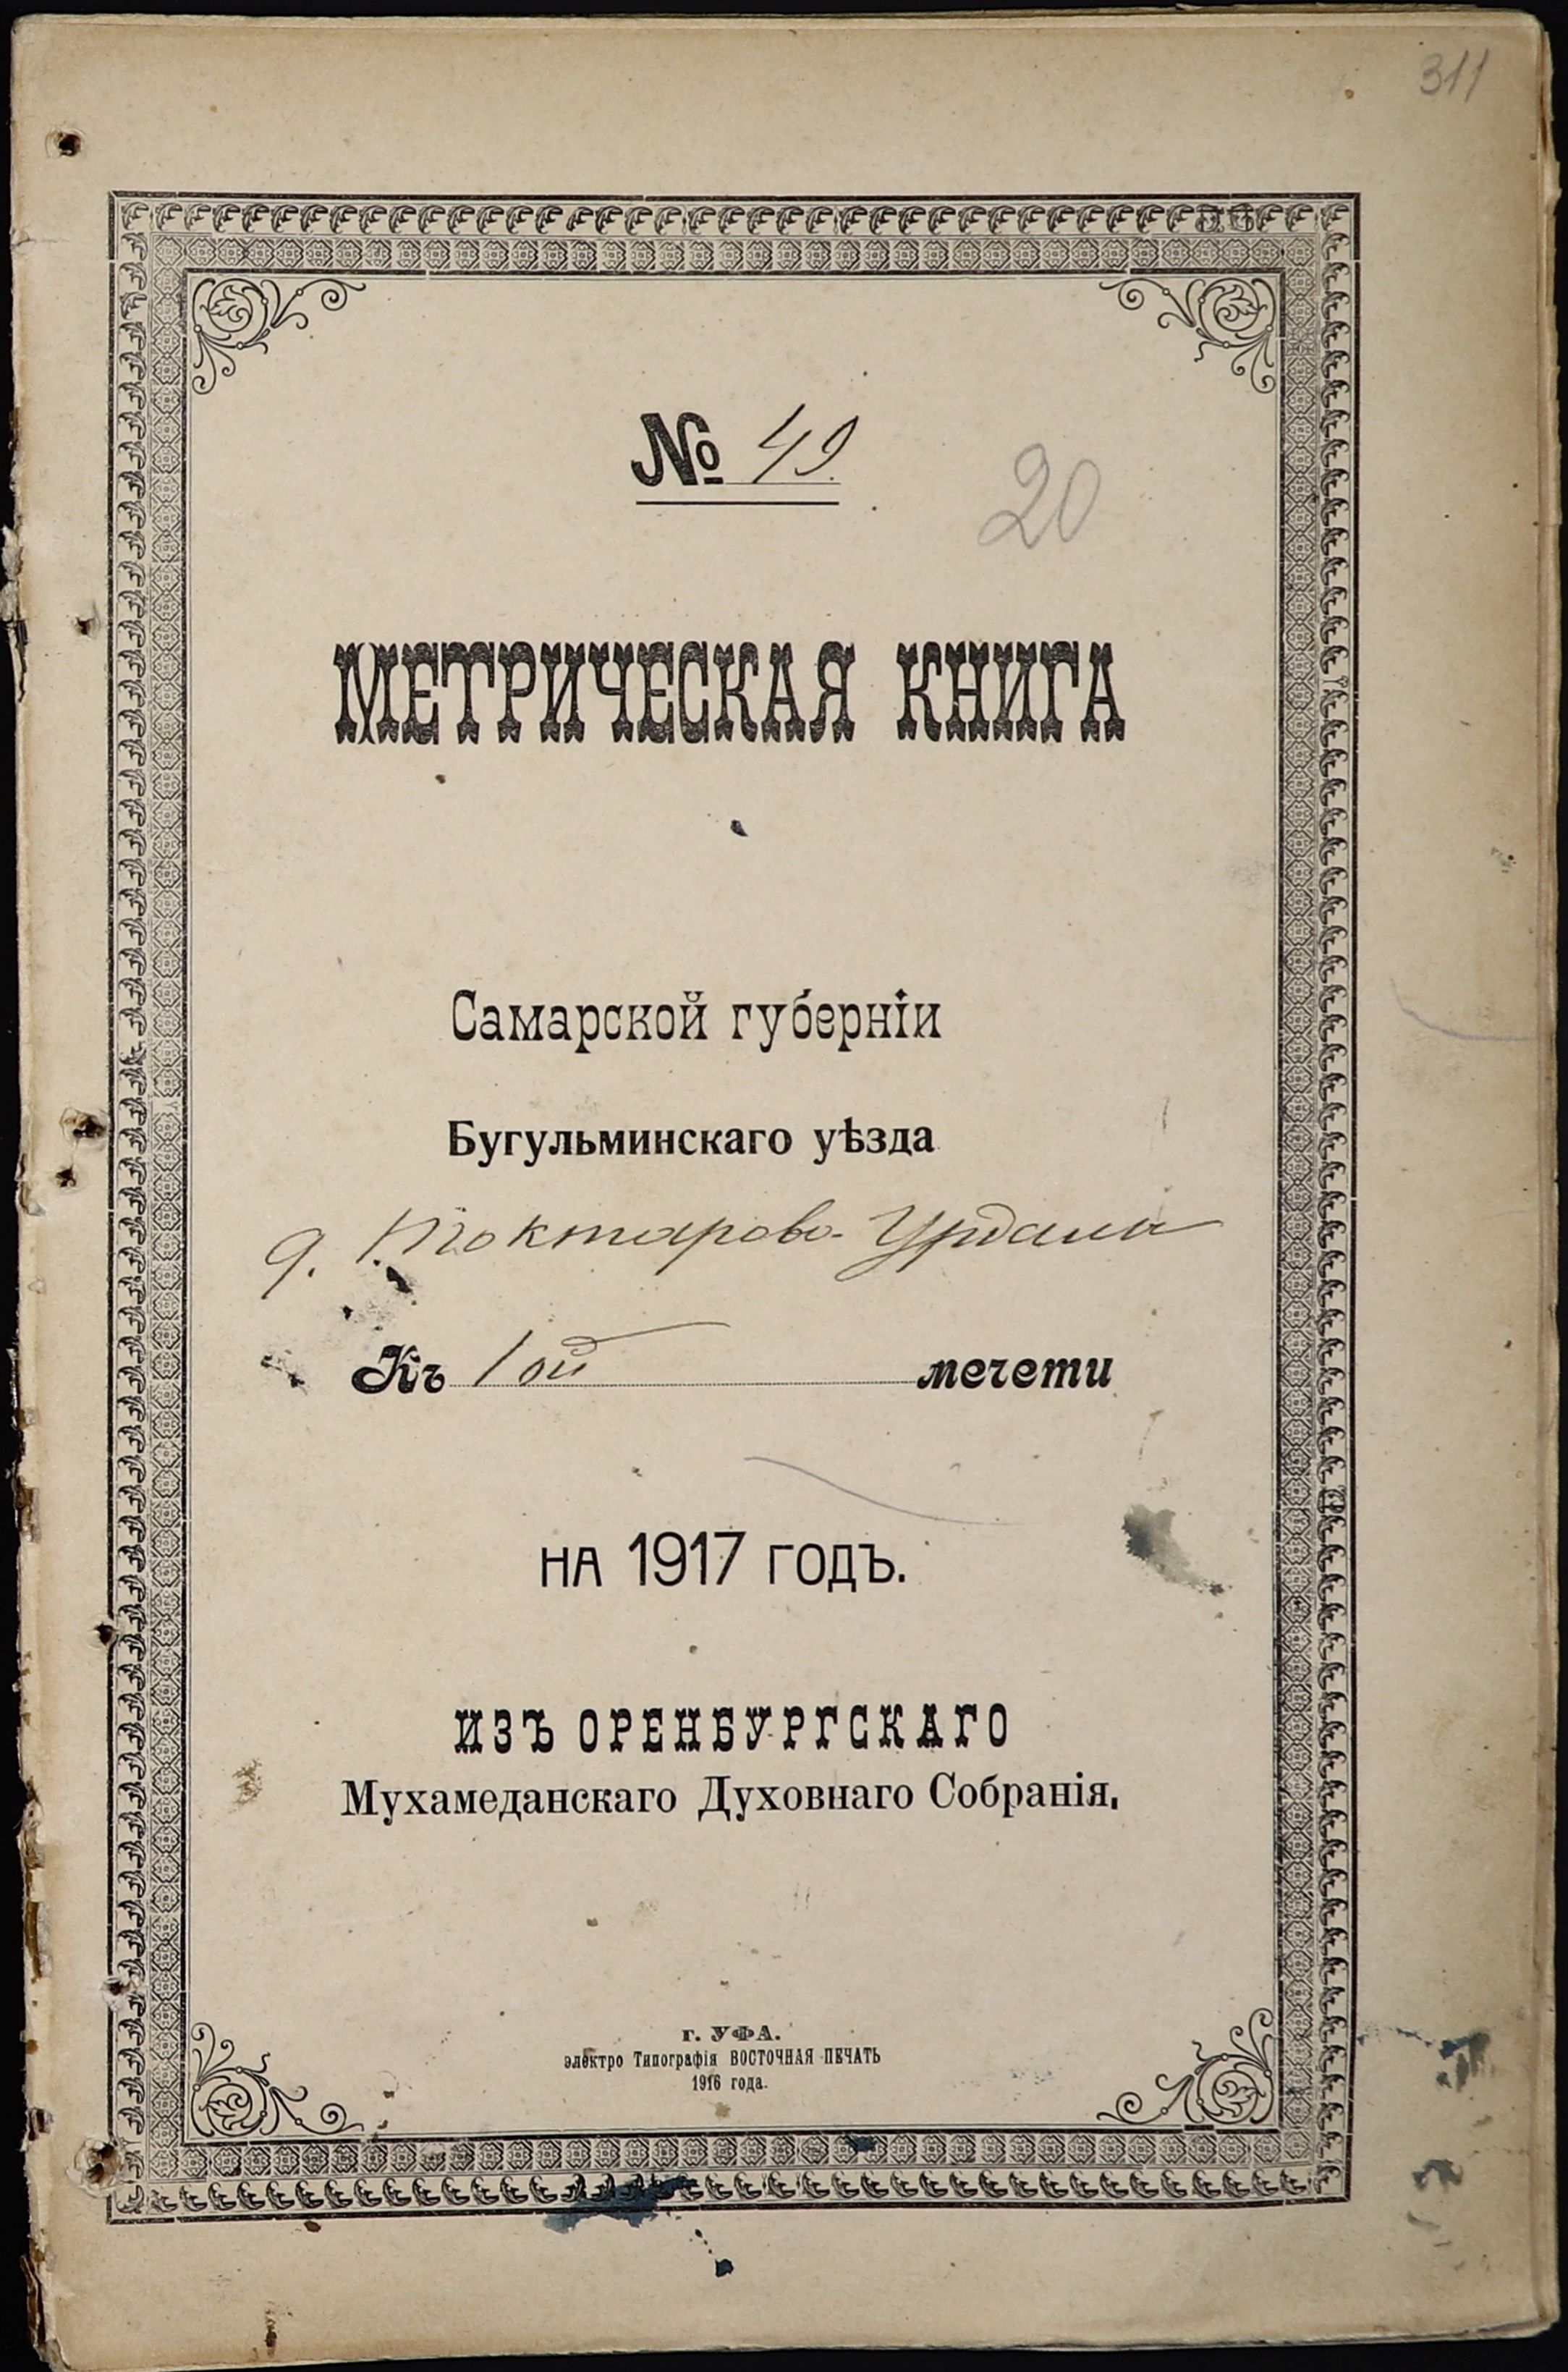 311
№ 49.
20
МЕТРИЧЕСКАЯ КНИГА
Самарской губерніи
Бугульминскаго уѣзда
д. Токтарово-Урдали
Къ 1ой мечети
на 1917 годъ.
ИЗЪ ОРЕНБУРГСКАГО
Мухамеданскаго Духовнаго Собранія,
г. УФА.
электро Типографія ВОСТОЧНАЯ ПЕЧАТЬ
1916 года.